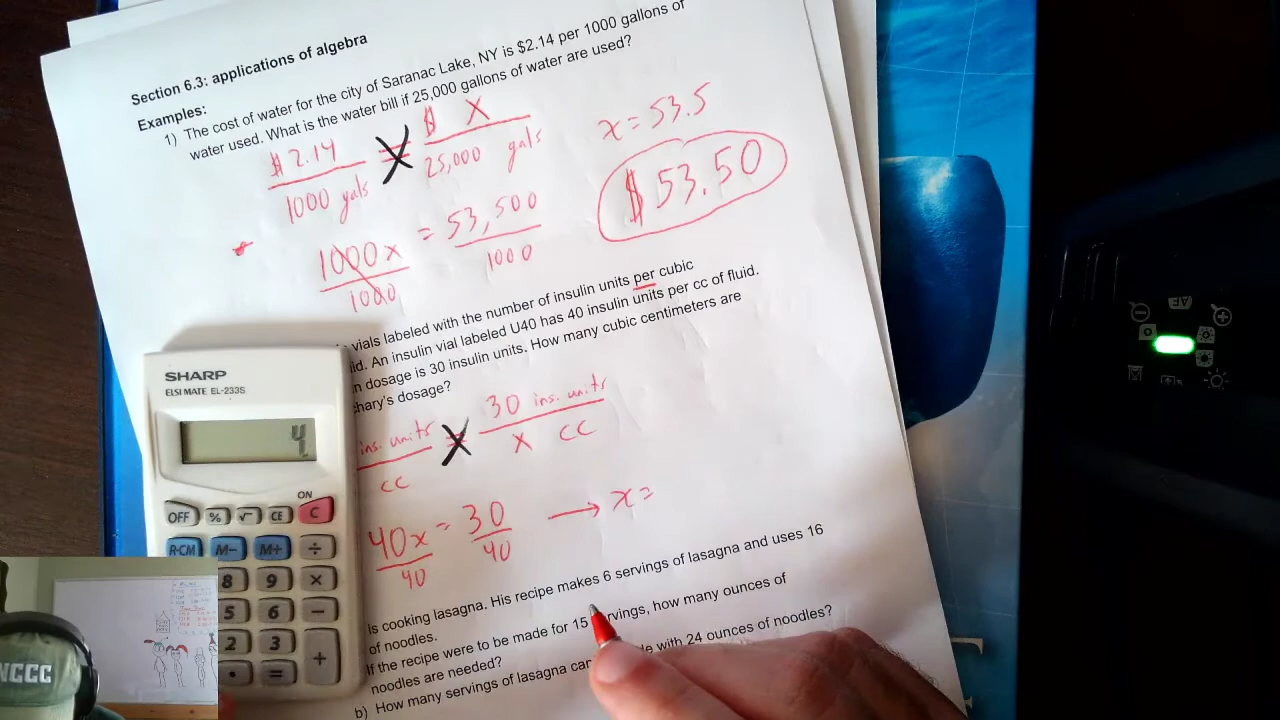 Section 6.3: applications of algebra
Examples:
1) The cost of water for the city of Saranac Lake, NY is $2.14 per 1000 gallons of
water used. What is the water bill if 25,000 gallons of water are used?
$2.14 = $ X
1000 gals 25,000 gals
x = 53.5
$53.50
1000x = 53,500
1000 1000
vials labeled with the number of insulin units per cubic
An insulin vial labeled U40 has 40 insulin units per cc of fluid.
dosage is 30 insulin units. How many cubic centimeters are
dosage?
ins. units = 30 ins. units
cc X cc
40x = 30 → x =
40 40
is cooking lasagna. His recipe makes 6 servings of lasagna and uses 16
of noodles.
If the recipe were to be made for 15 how many ounces of
noodles are needed?
b) How many servings of lasagna with 24 ounces of noodles?
SHARP
ELSI MATE EL-233S
4.
ON
OFF % √ CE C
R·CM M− M+ ÷
8 9 ×
5 6 −
2 3 +
. =
NCCC
AF